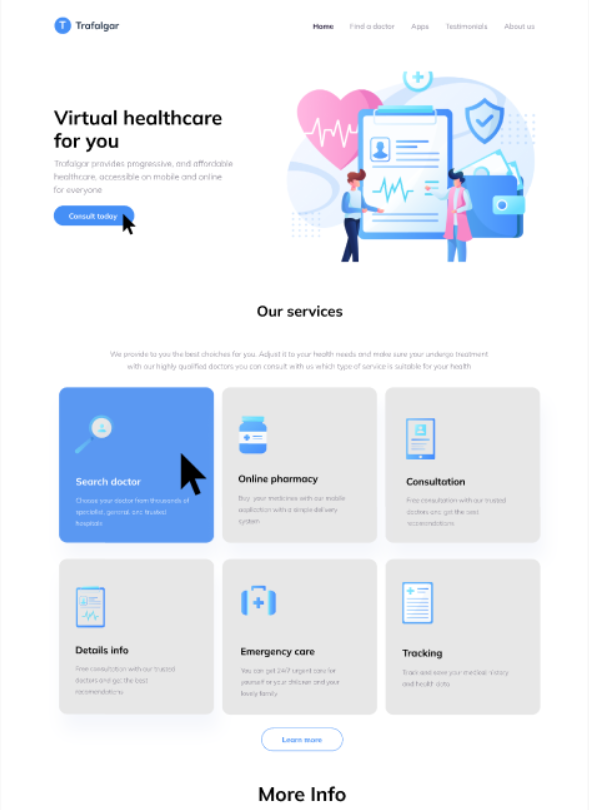 T Trafalgar
Home Find a doctor Apps Testimonials About us
Virtual healthcare
for you
Trafalgar provides progressive, and affordable
healthcare, accessible on mobile and online
for everyone
Consult today
Our services
We provide to you the best choiches for you. Adjust it to your health needs and make sure your undergo treatment
with our highly qualified doctors you can consult with us which type of service is suitable for your health
Search doctor
Choose your doctor from thousands of
specialist, general, and trusted
hospitals
Online pharmacy
Buy your medicines with our mobile
application with a simple delivery
system
Consultation
Free consultation with our trusted
doctors and get the best
recomendations
Details info
Free consultation with our trusted
doctors and get the best
recomendations
Emergency care
You can get 24/7 urgent care for
yourself or your children and your
lovely family
Tracking
Track and save your medical history
and health data
Learn more
More Info